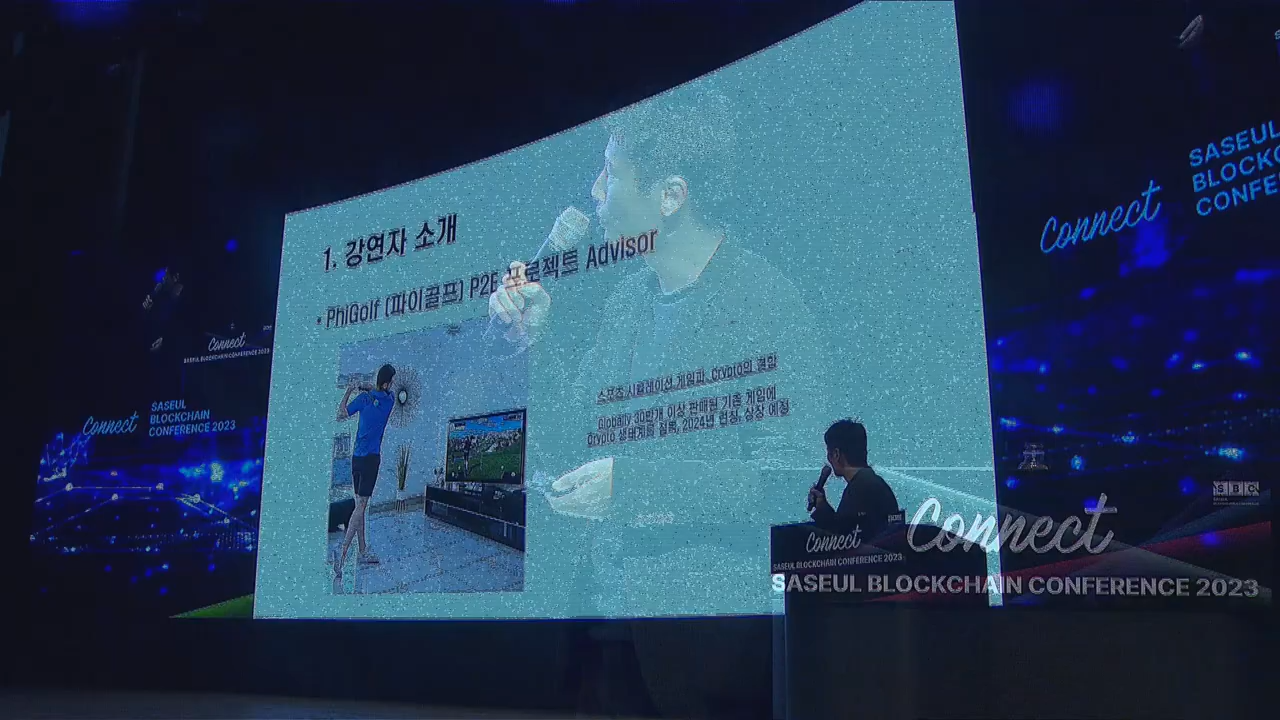 1. 강연자 소개
• PhiGolf (파이골프) P2E 프로젝트 Advisor
스포츠 시뮬레이션 게임과, Crypto의 결합
Globally 30만개 이상 판매된 기존 게임에
Crypto 생태계를 접목, 2024년 런칭, 상장 예정
Connect
SASEUL BLOCKCHAIN CONFERENCE 2023
Connect
SASEUL
BLOCKCHAIN
CONFERENCE 2023
Connect
SASEUL
BLOCK
CONFE
SBC
Connect
SASEUL BLOCKCHAIN CONFERENCE 2023
Connect
SASEUL BLOCKCHAIN CONFERENCE 2023